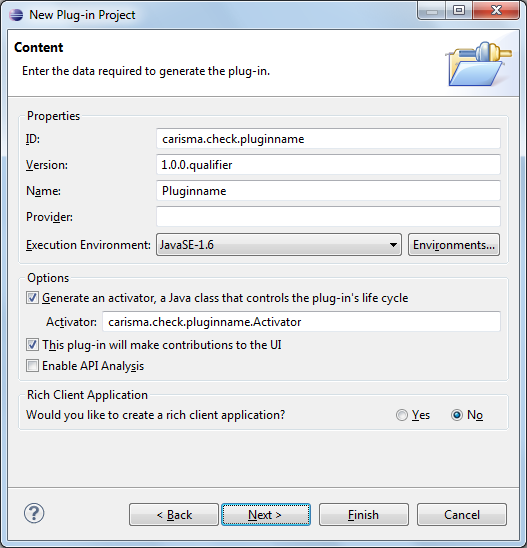 New Plug-in Project
Content
Enter the data required to generate the plug-in.
Properties
ID: carisma.check.pluginname
Version: 1.0.0.qualifier
Name: Pluginname
Provider:
Execution Environment: JavaSE-1.6 Environments...
Options
Generate an activator, a Java class that controls the plug-in's life cycle
Activator: carisma.check.pluginname.Activator
This plug-in will make contributions to the UI
Enable API Analysis
Rich Client Application
Would you like to create a rich client application? Yes No
? < Back Next > Finish Cancel